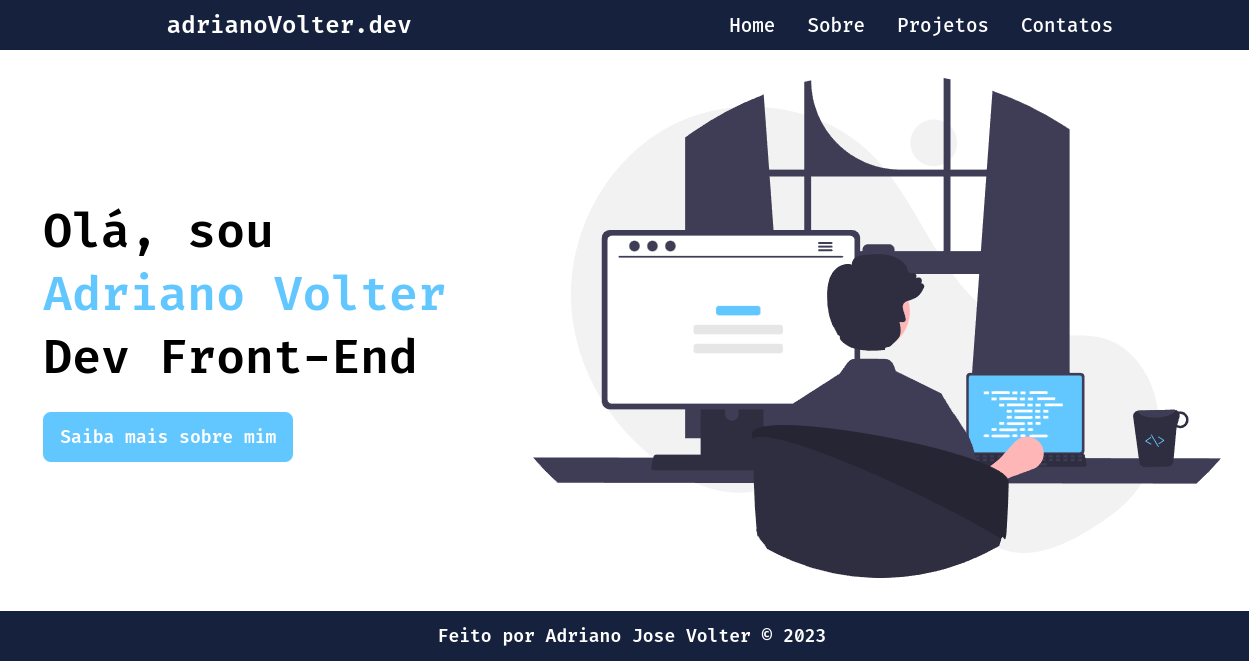 adrianoVolter.dev
Home Sobre Projetos Contatos
Olá, sou
Adriano Volter
Dev Front-End
Saiba mais sobre mim
<\>
Feito por Adriano Jose Volter © 2023